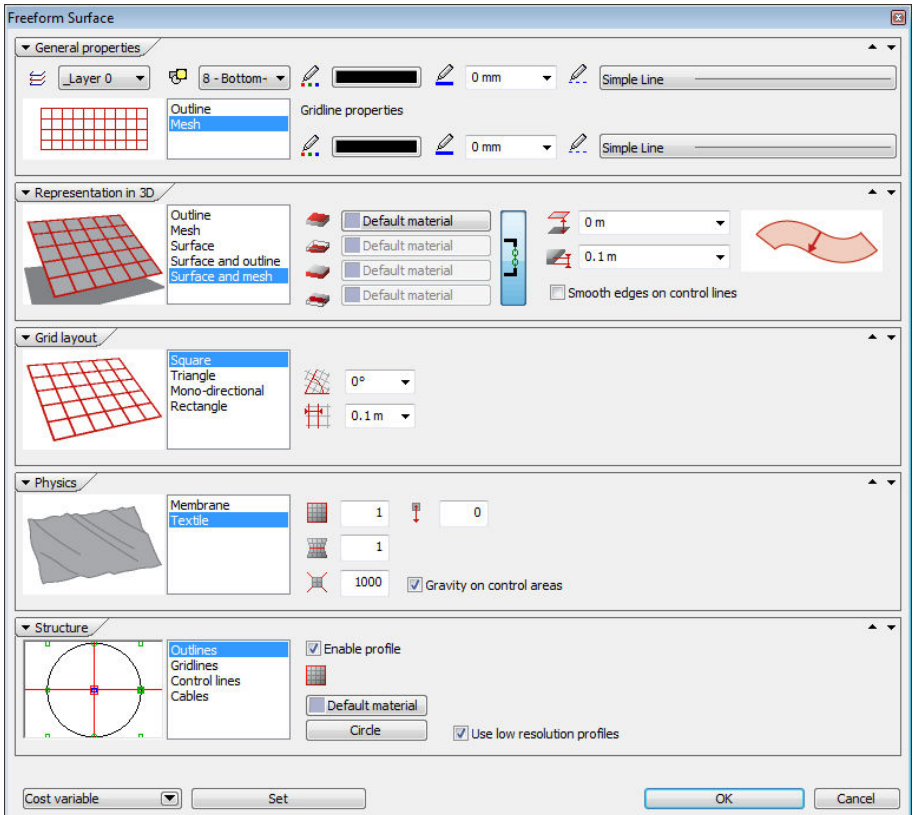 Freeform Surface
General properties
_Layer 0
8 - Bottom-
0 mm
Simple Line
Outline
Mesh
Gridline properties
0 mm
Simple Line
Representation in 3D
Outline
Mesh
Surface
Surface and outline
Surface and mesh
Default material
Default material
Default material
Default material
0 m
0.1 m
Smooth edges on control lines
Grid layout
Square
Triangle
Mono-directional
Rectangle
0°
0.1 m
Physics
Membrane
Textile
1
0
1
1000
Gravity on control areas
Structure
Outlines
Gridlines
Control lines
Cables
Enable profile
Default material
Circle
Use low resolution profiles
Cost variable
Set
OK
Cancel